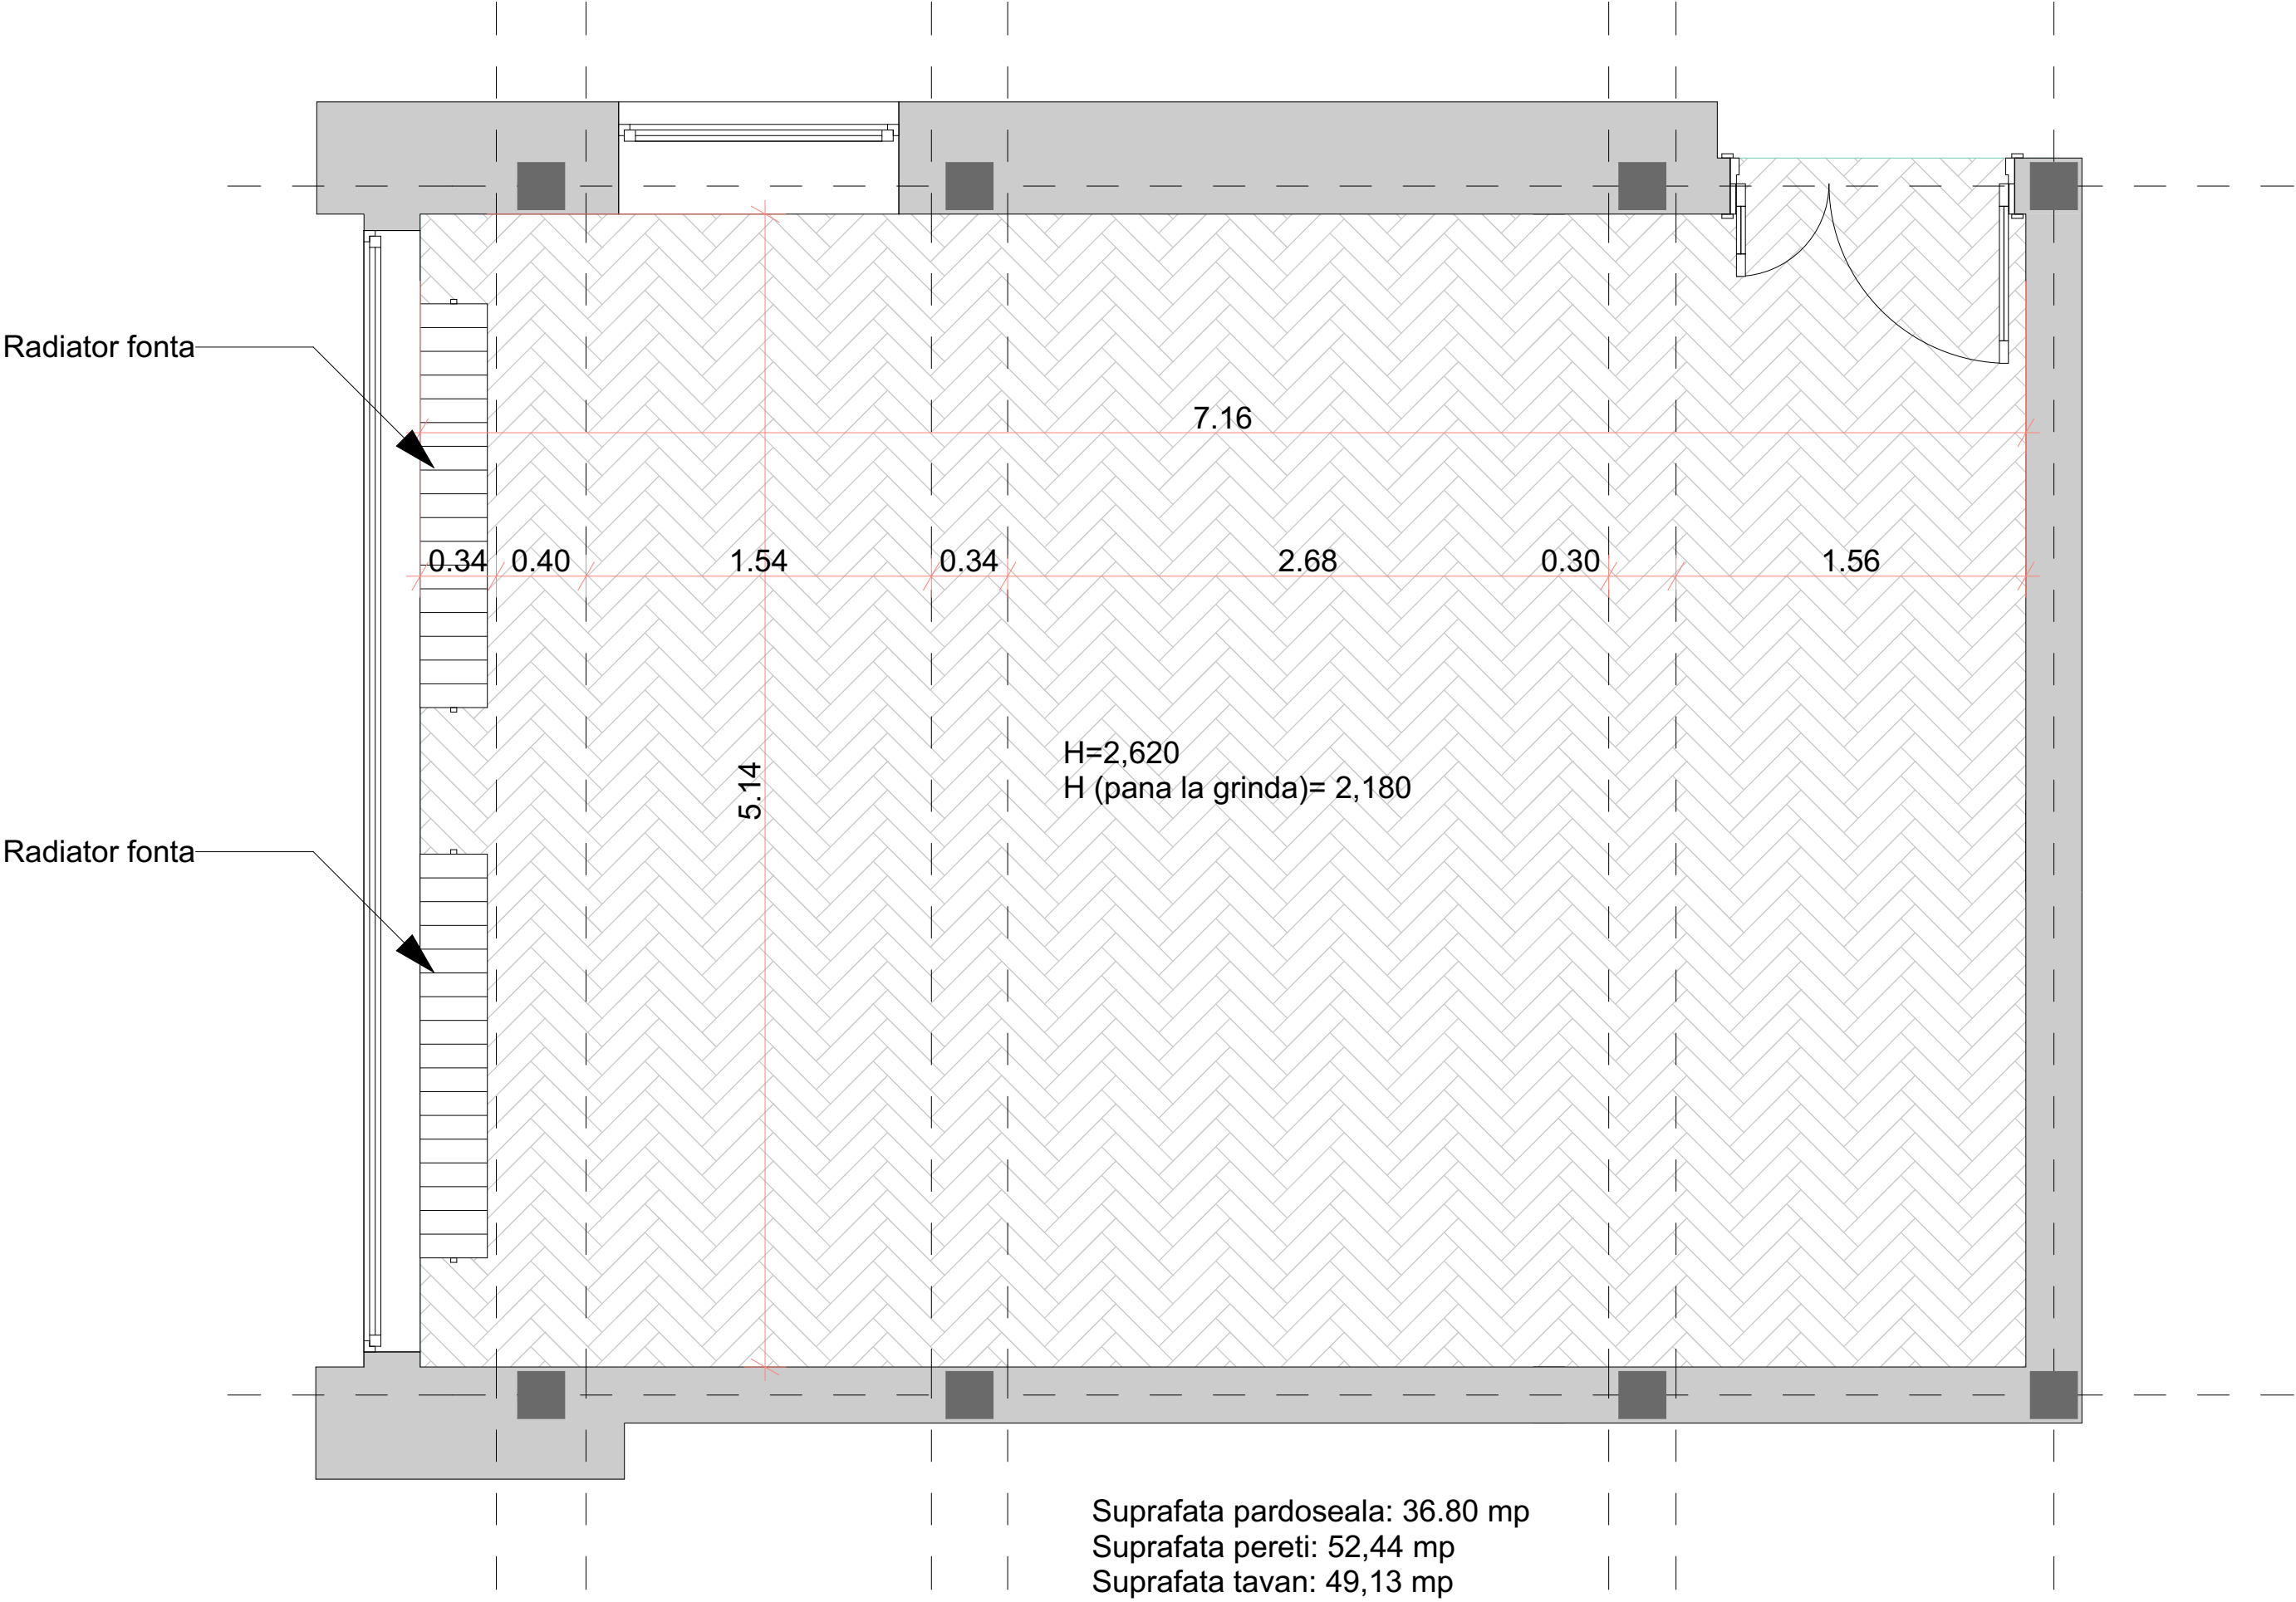 Radiator fonta
7.16
0.34 0.40 1.54 0.34 2.68 0.30 1.56
5.14
H=2,620
H (pana la grinda)= 2,180
Radiator fonta
Suprafata pardoseala: 36.80 mp
Suprafata pereti: 52,44 mp
Suprafata tavan: 49,13 mp